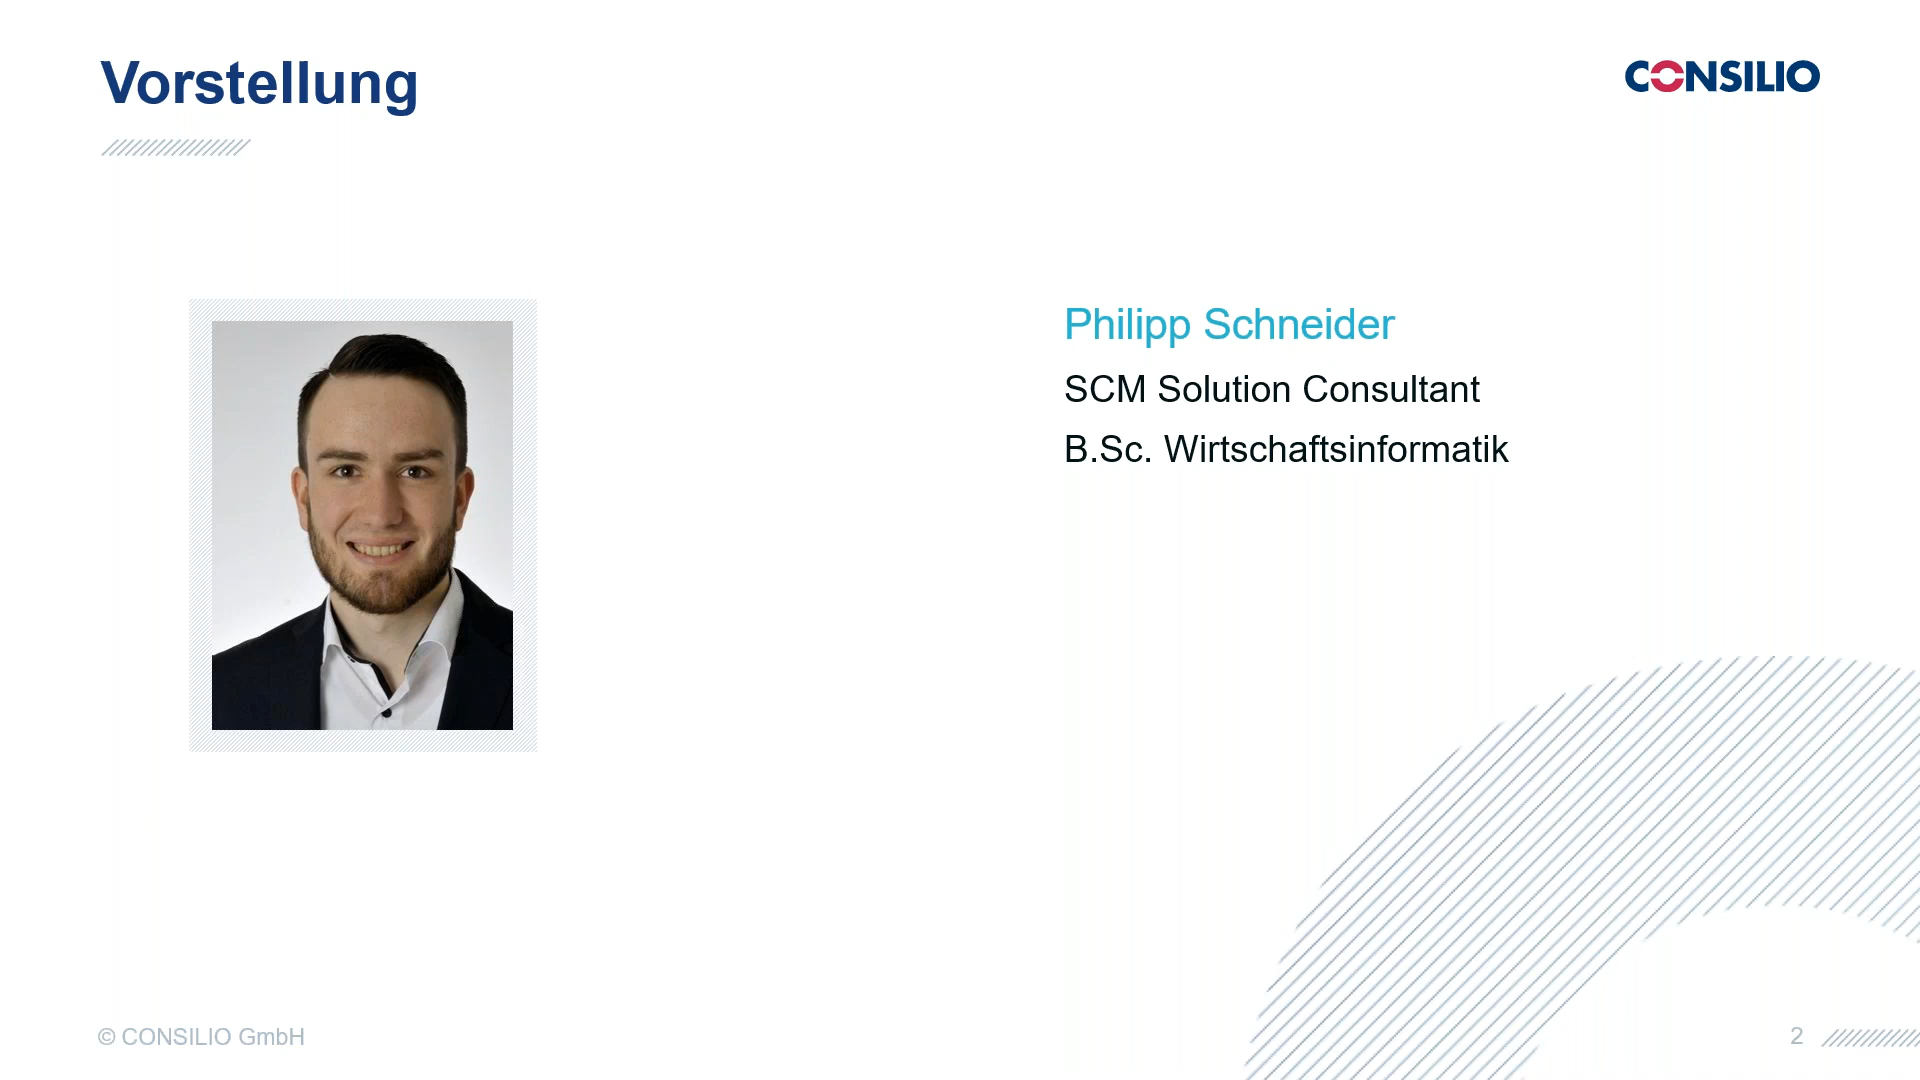 Vorstellung
CONSILIO
Philipp Schneider
SCM Solution Consultant
B.Sc. Wirtschaftsinformatik
© CONSILIO GmbH
2